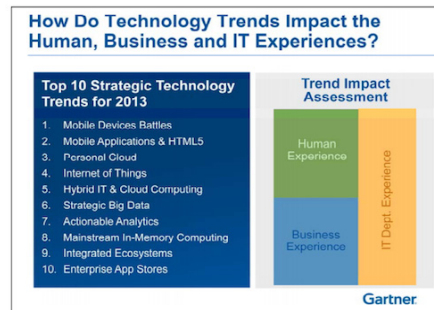 How Do Technology Trends Impact the
Human, Business and IT Experiences?
Top 10 Strategic Technology
Trends for 2013
1. Mobile Devices Battles
2. Mobile Applications & HTML5
3. Personal Cloud
4. Internet of Things
5. Hybrid IT & Cloud Computing
6. Strategic Big Data
7. Actionable Analytics
8. Mainstream In-Memory Computing
9. Integrated Ecosystems
10. Enterprise App Stores
Trend Impact
Assessment
Human
Experience
Business
Experience
IT Dept. Experience
Gartner